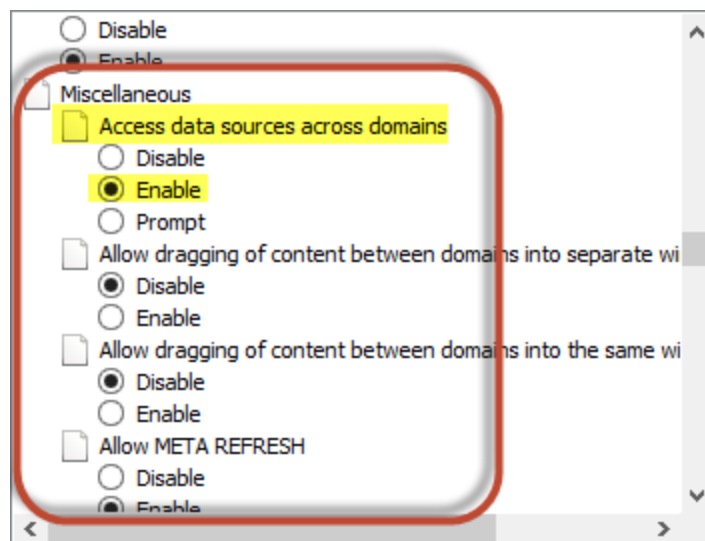 Disable
Enable
Miscellaneous
Access data sources across domains
Disable
Enable
Prompt
Allow dragging of content between domains into separate wi
Disable
Enable
Allow dragging of content between domains into the same wi
Disable
Enable
Allow META REFRESH
Disable
Enable